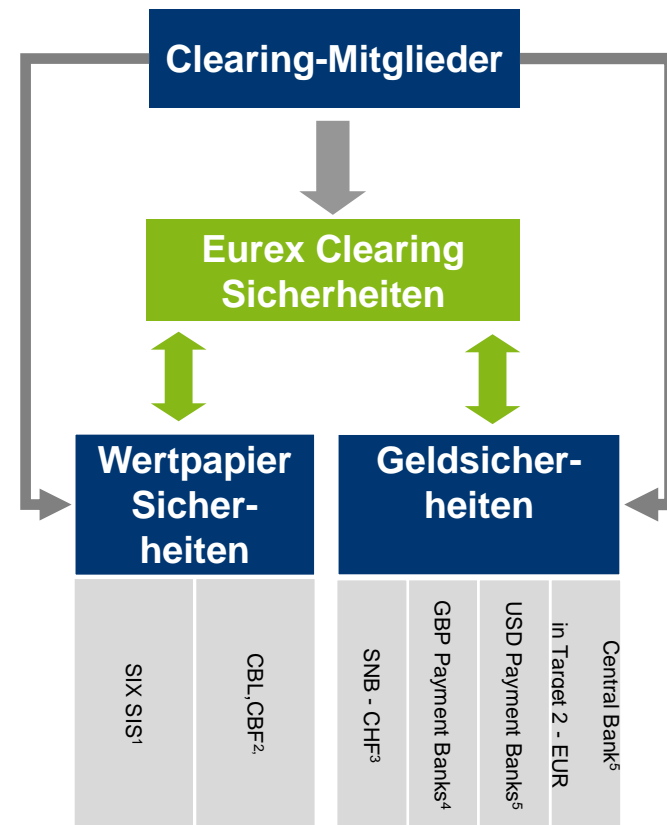 Clearing-Mitglieder
Eurex Clearing
Sicherheiten
Wertpapier
Sicher-
heiten
Geldsicher-
heiten
SIX SIS¹
CBL,CBF²,
SNB - CHF³
GBP Payment Banks⁴
USD Payment Banks⁵
Central Bank⁵
in Target 2 - EUR